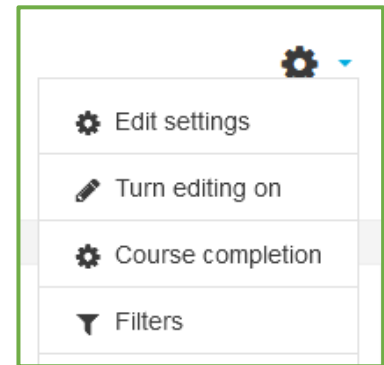 Edit settings
Turn editing on
Course completion
Filters